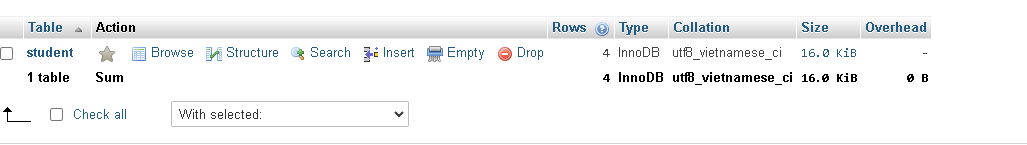 Table Action Rows Type Collation Size Overhead
student Browse Structure Search Insert Empty Drop 4 InnoDB utf8_vietnamese_ci 16.0 KiB -
1 table Sum 4 InnoDB utf8_vietnamese_ci 16.0 KiB 0 B
Check all With selected: